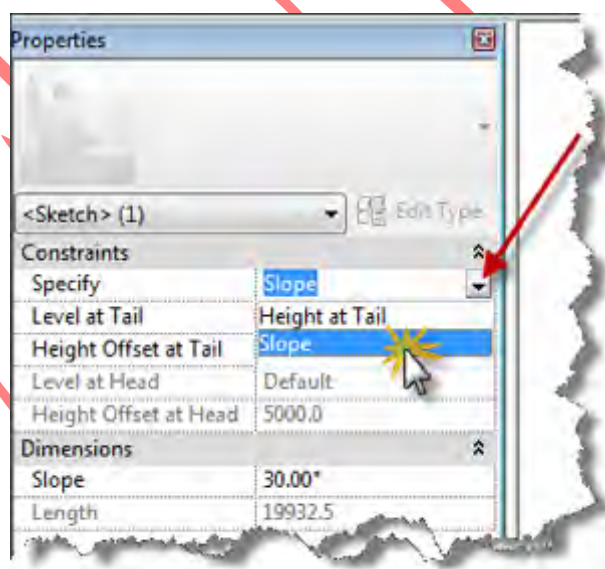 Properties
<Sketch> (1) Edit Type
Constraints
Specify Slope
Level at Tail Height at Tail
Height Offset at Tail Slope
Level at Head Default
Height Offset at Head 5000.0
Dimensions
Slope 30.00°
Length 19932.5